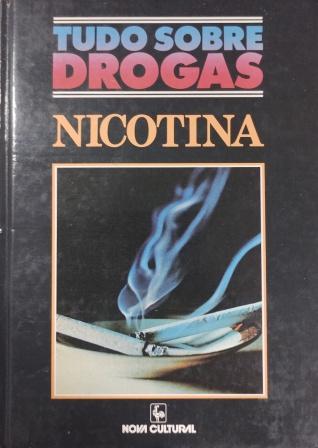 TUDO SOBRE
DROGAS
NICOTINA
NOVA CULTURAL